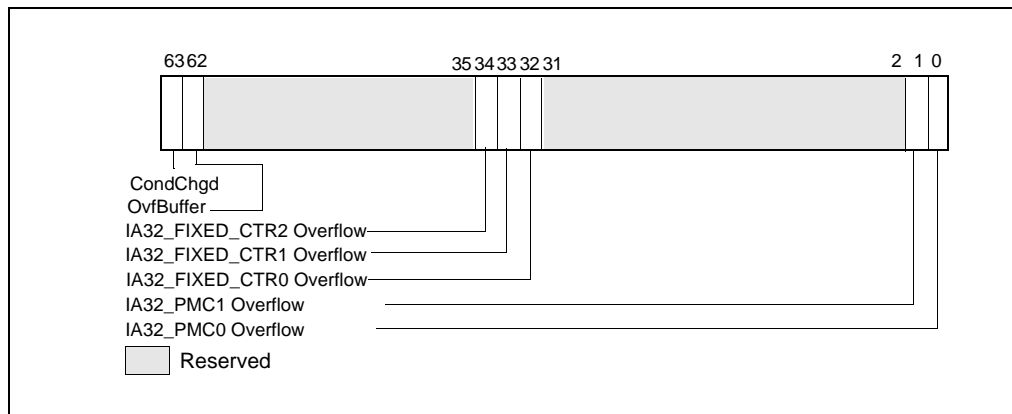 63 62 35 34 33 32 31 2 1 0
CondChgd
OvfBuffer
IA32_FIXED_CTR2 Overflow
IA32_FIXED_CTR1 Overflow
IA32_FIXED_CTR0 Overflow
IA32_PMC1 Overflow
IA32_PMC0 Overflow
Reserved